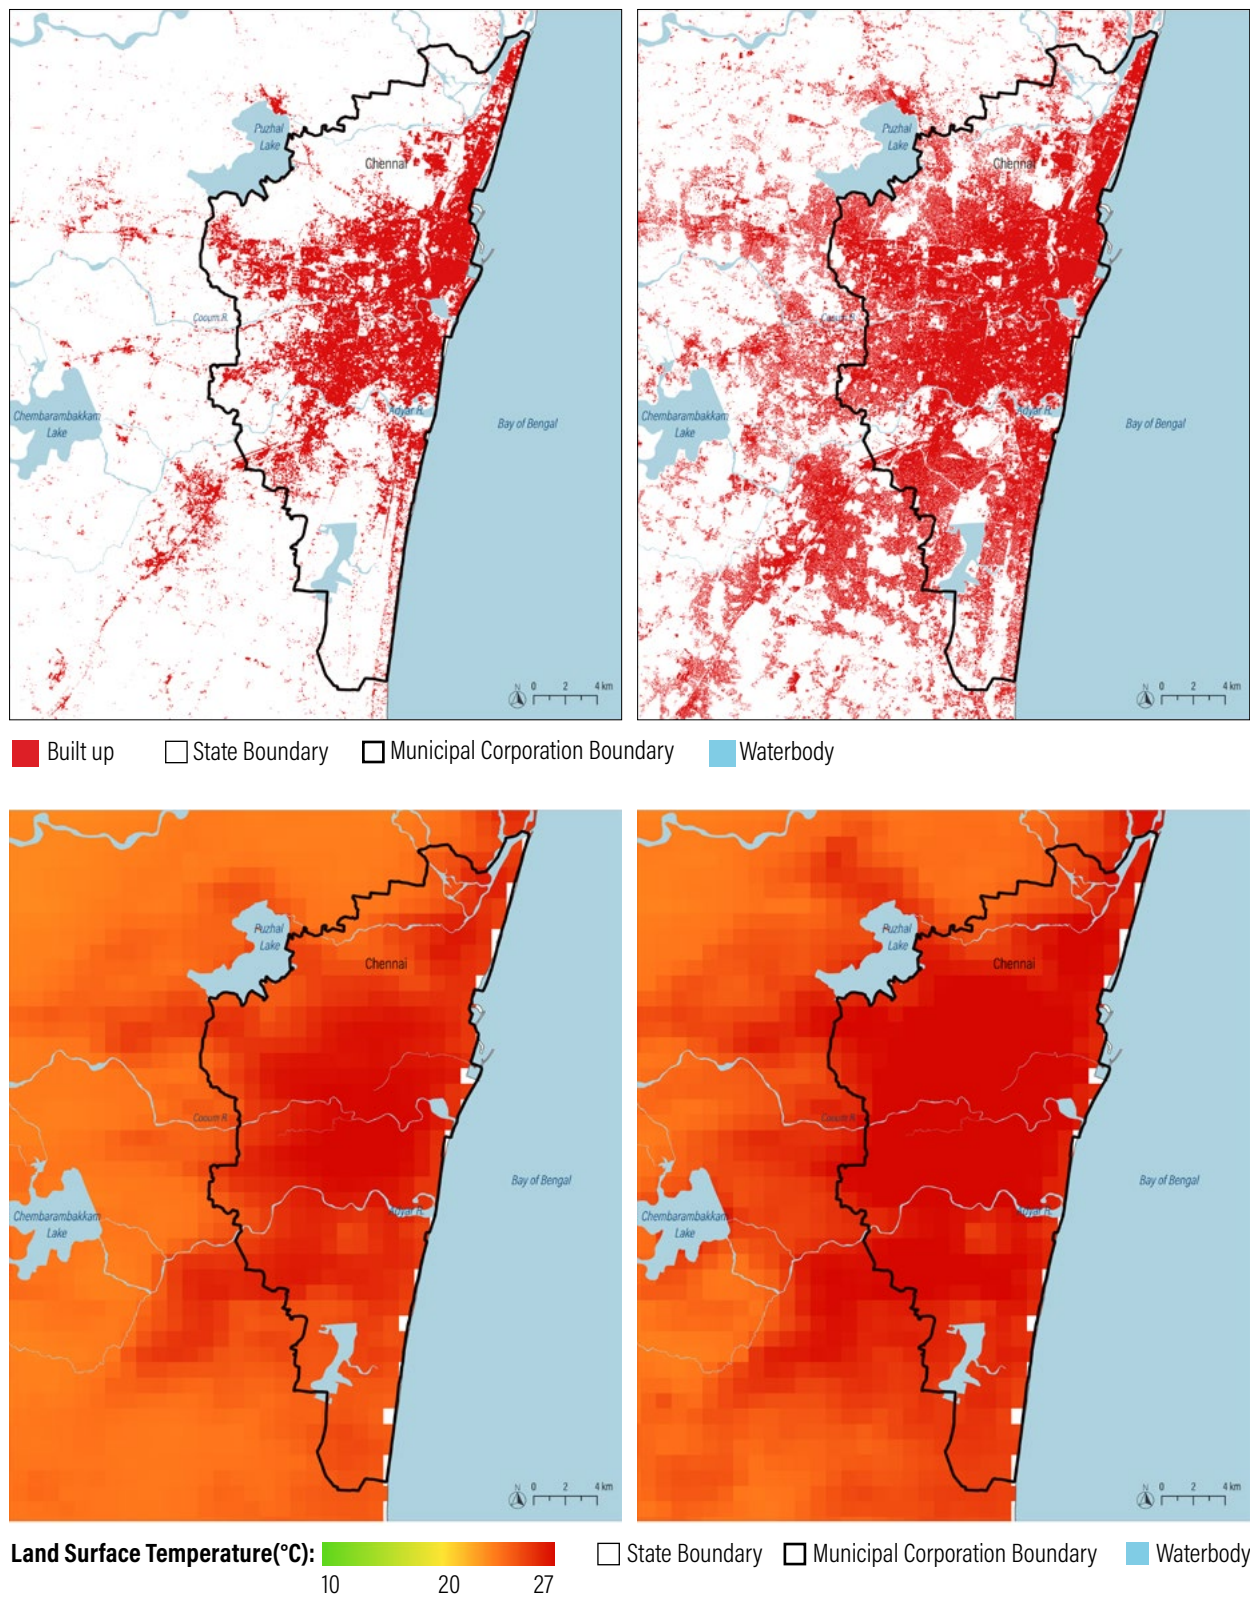 Puzhal
Lake
Chennai
Cooum R.
Chembarambakkam
Lake
Adyar R.
Bay of Bengal
N
0 2 4 km
Puzhal
Lake
Chennai
Cooum R.
Chembarambakkam
Lake
Adyar R.
Bay of Bengal
N
0 2 4 km
Built up State Boundary Municipal Corporation Boundary Waterbody
Puzhal
Lake
Chennai
Cooum R.
Bay of Bengal
Adyar R.
Chembarambakkam
Lake
N
0 2 4 km
Puzhal
Lake
Chennai
Cooum R.
Bay of Bengal
Adyar R.
Chembarambakkam
Lake
N
0 2 4 km
Land Surface Temperature(°C): State Boundary Municipal Corporation Boundary Waterbody
10 20 27